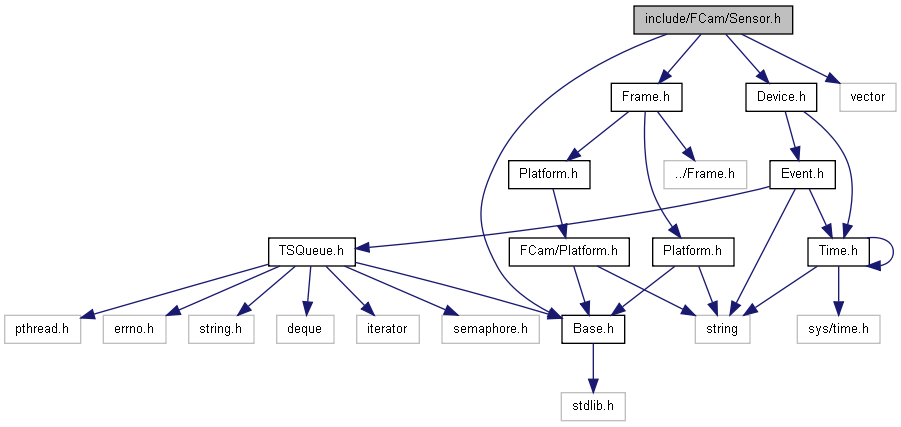 include/FCam/Sensor.h
Frame.h
Device.h
vector
Platform.h
../Frame.h
Event.h
TSQueue.h
FCam/Platform.h
Platform.h
Time.h
pthread.h
errno.h
string.h
deque
iterator
semaphore.h
Base.h
string
sys/time.h
stdlib.h